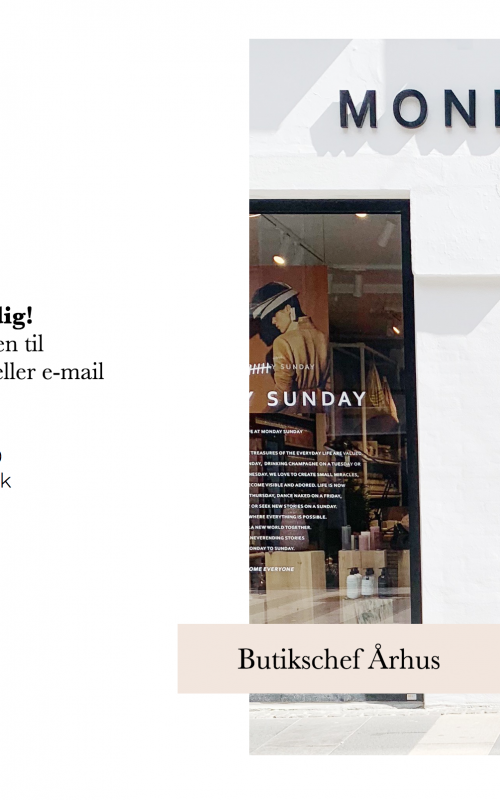 MON
dig!
en til
eller e-mail
k
Y SUNDAY
Y SUNDAY
FE AT MONDAY SUNDAY
TREASURES OF THE EVERYDAY LIFE ARE VALUED.
NDAY, DRINKING CHAMPAGNE ON A TUESDAY OR
NESDAY. WE LOVE TO CREATE SMALL MIRACLES,
COME VISIBLE AND ADORED. LIFE IS NOW
THURSDAY, DANCE NAKED ON A FRIDAY,
OR SEEK NEW STORIES ON A SUNDAY.
WHERE EVERYTHING IS POSSIBLE.
A NEW WORLD TOGETHER.
NEVERENDING STORIES
ONDAY TO SUNDAY.
OME EVERYONE
Butikschef Århus